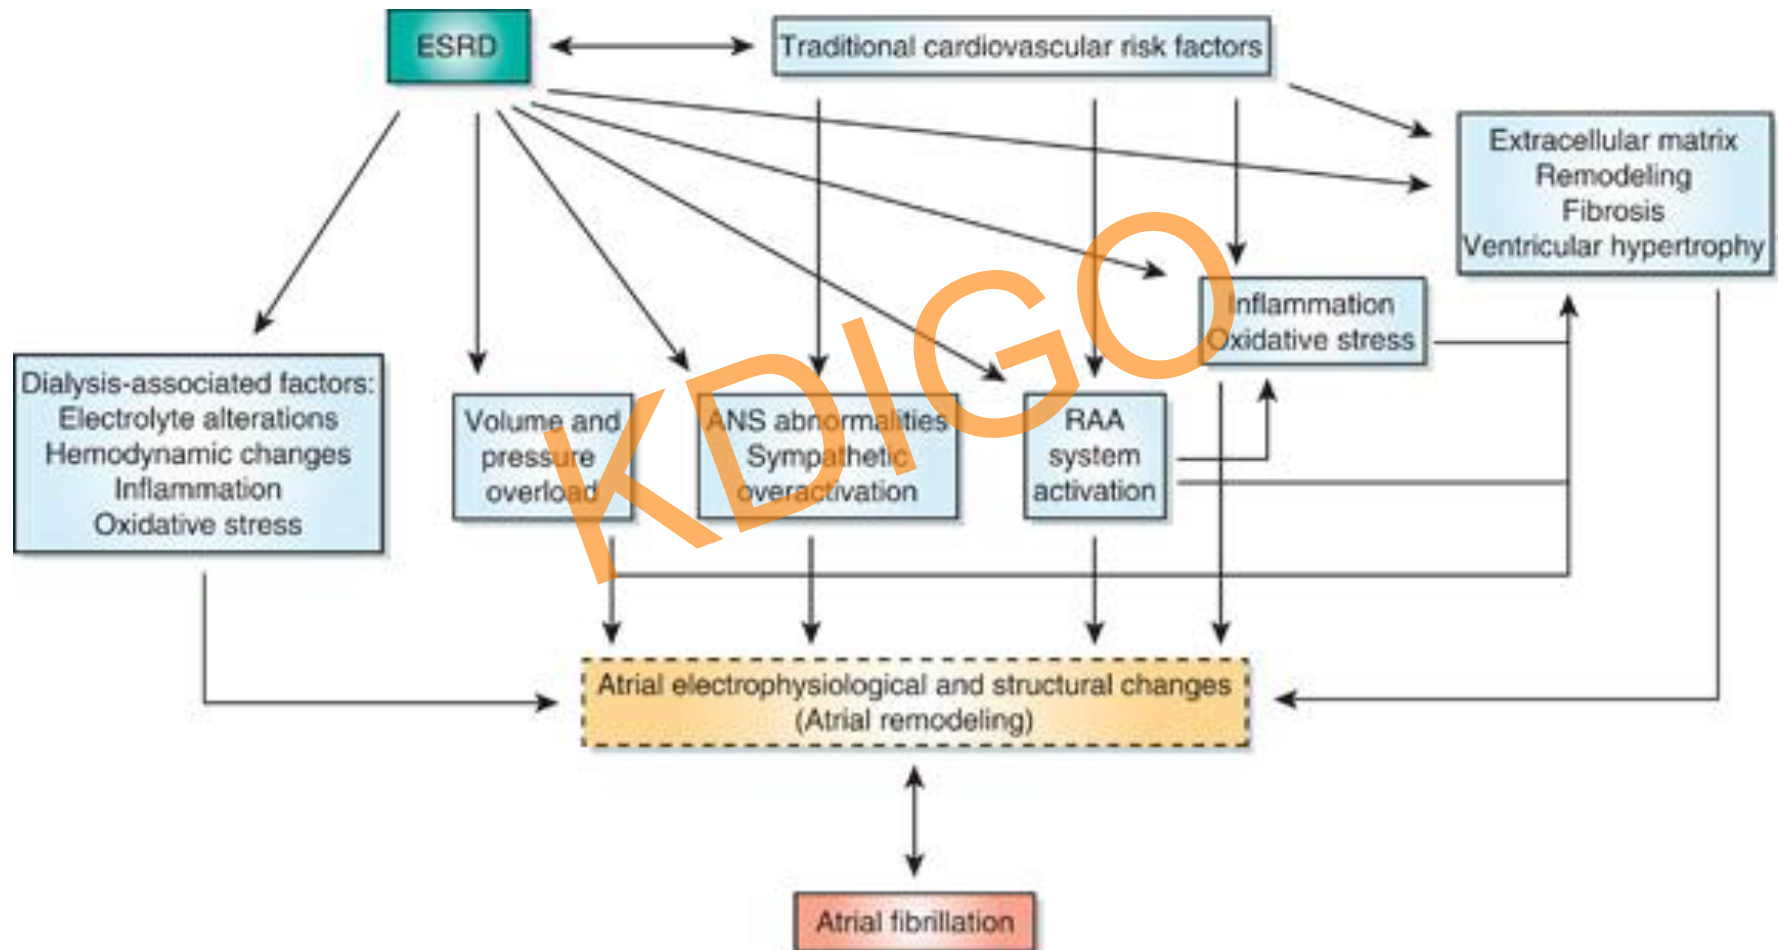 ESRD
Traditional cardiovascular risk factors
Extracellular matrix
Remodeling
Fibrosis
Ventricular hypertrophy
Inflammation
Oxidative stress
Dialysis-associated factors:
Electrolyte alterations
Hemodynamic changes
Inflammation
Oxidative stress
Volume and
pressure
overload
ANS abnormalities
Sympathetic
overactivation
RAA
system
activation
KDIGO
Atrial electrophysiological and structural changes
(Atrial remodeling)
Atrial fibrillation